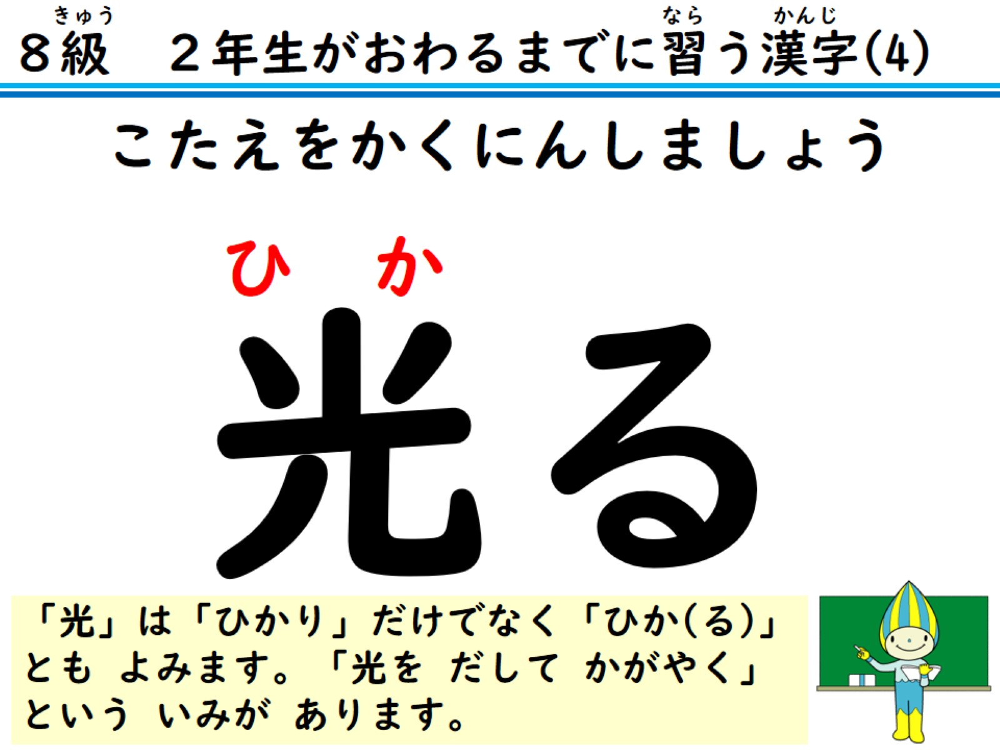 きゅう なら かんじ
８級　２年生がおわるまでに習う漢字(4)
こたえをかくにんしましょう
ひ か
光る
「光」は「ひかり」だけでなく「ひか(る)」
とも よみます。「光を だして かがやく」
という いみが あります。